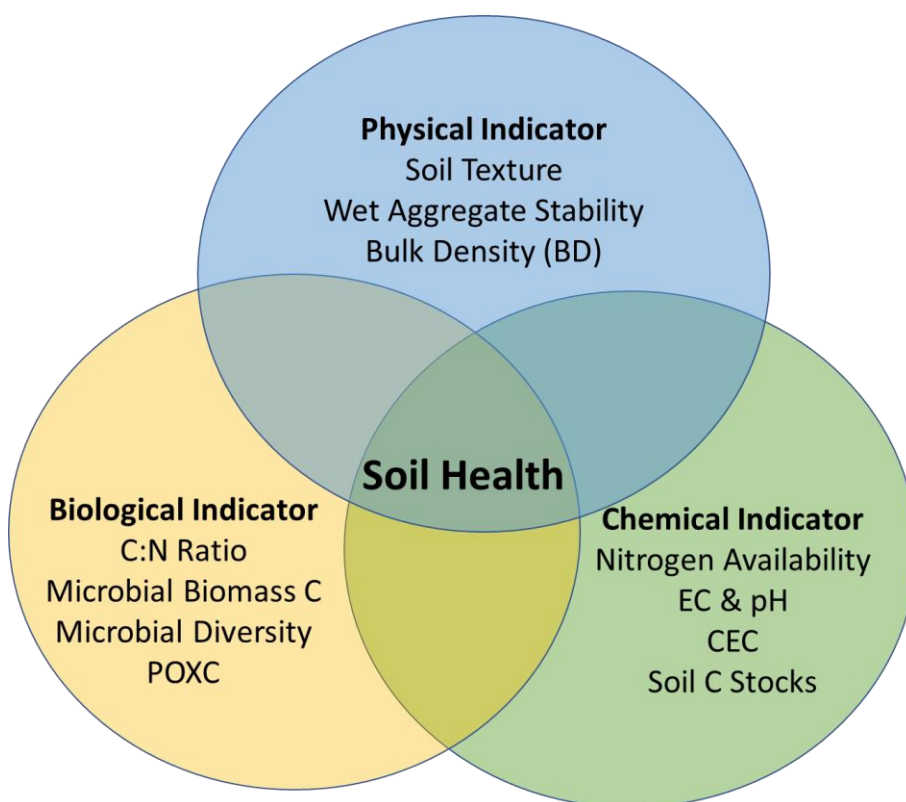 Physical Indicator
Soil Texture
Wet Aggregate Stability
Bulk Density (BD)
Soil Health
Biological Indicator
C:N Ratio
Microbial Biomass C
Microbial Diversity
POXC
Chemical Indicator
Nitrogen Availability
EC & pH
CEC
Soil C Stocks